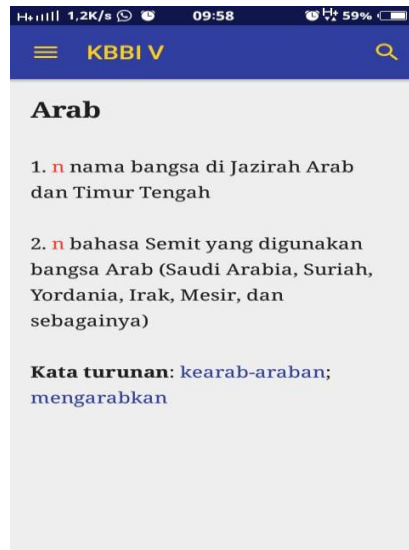 H+ 1,2K/s 09:58 H+ 59%
KBBI V
Arab
1. n nama bangsa di Jazirah Arab
dan Timur Tengah
2. n bahasa Semit yang digunakan
bangsa Arab (Saudi Arabia, Suriah,
Yordania, Irak, Mesir, dan
sebagainya)
Kata turunan: kearab-araban;
mengarabkan